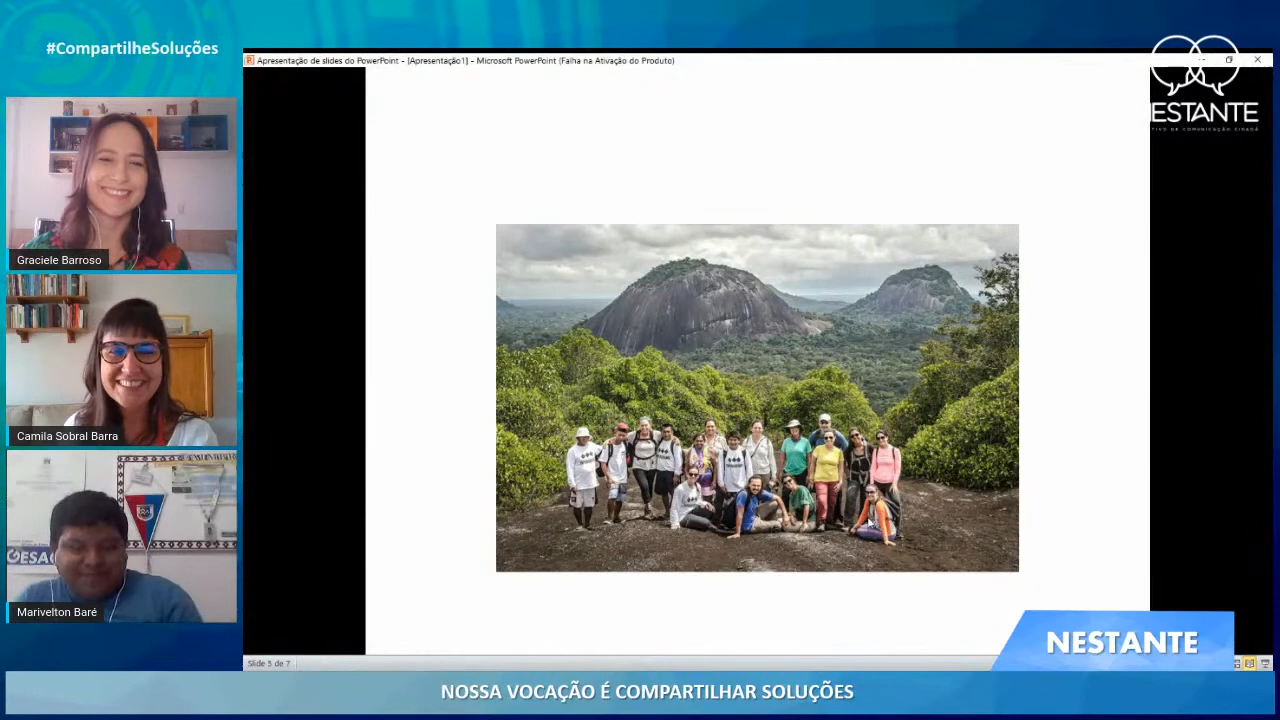 #CompartilheSoluções
Apresentação de slides do PowerPoint - [Apresentação1] - Microsoft PowerPoint (Falha na Ativação do Produto)
NESTANTE
Graciele Barroso
Camila Sobral Barra
GESAC
Marivelton Baré
Slide 5 de 7
NESTANTE
NOSSA VOCAÇÃO É COMPARTILHAR SOLUÇÕES